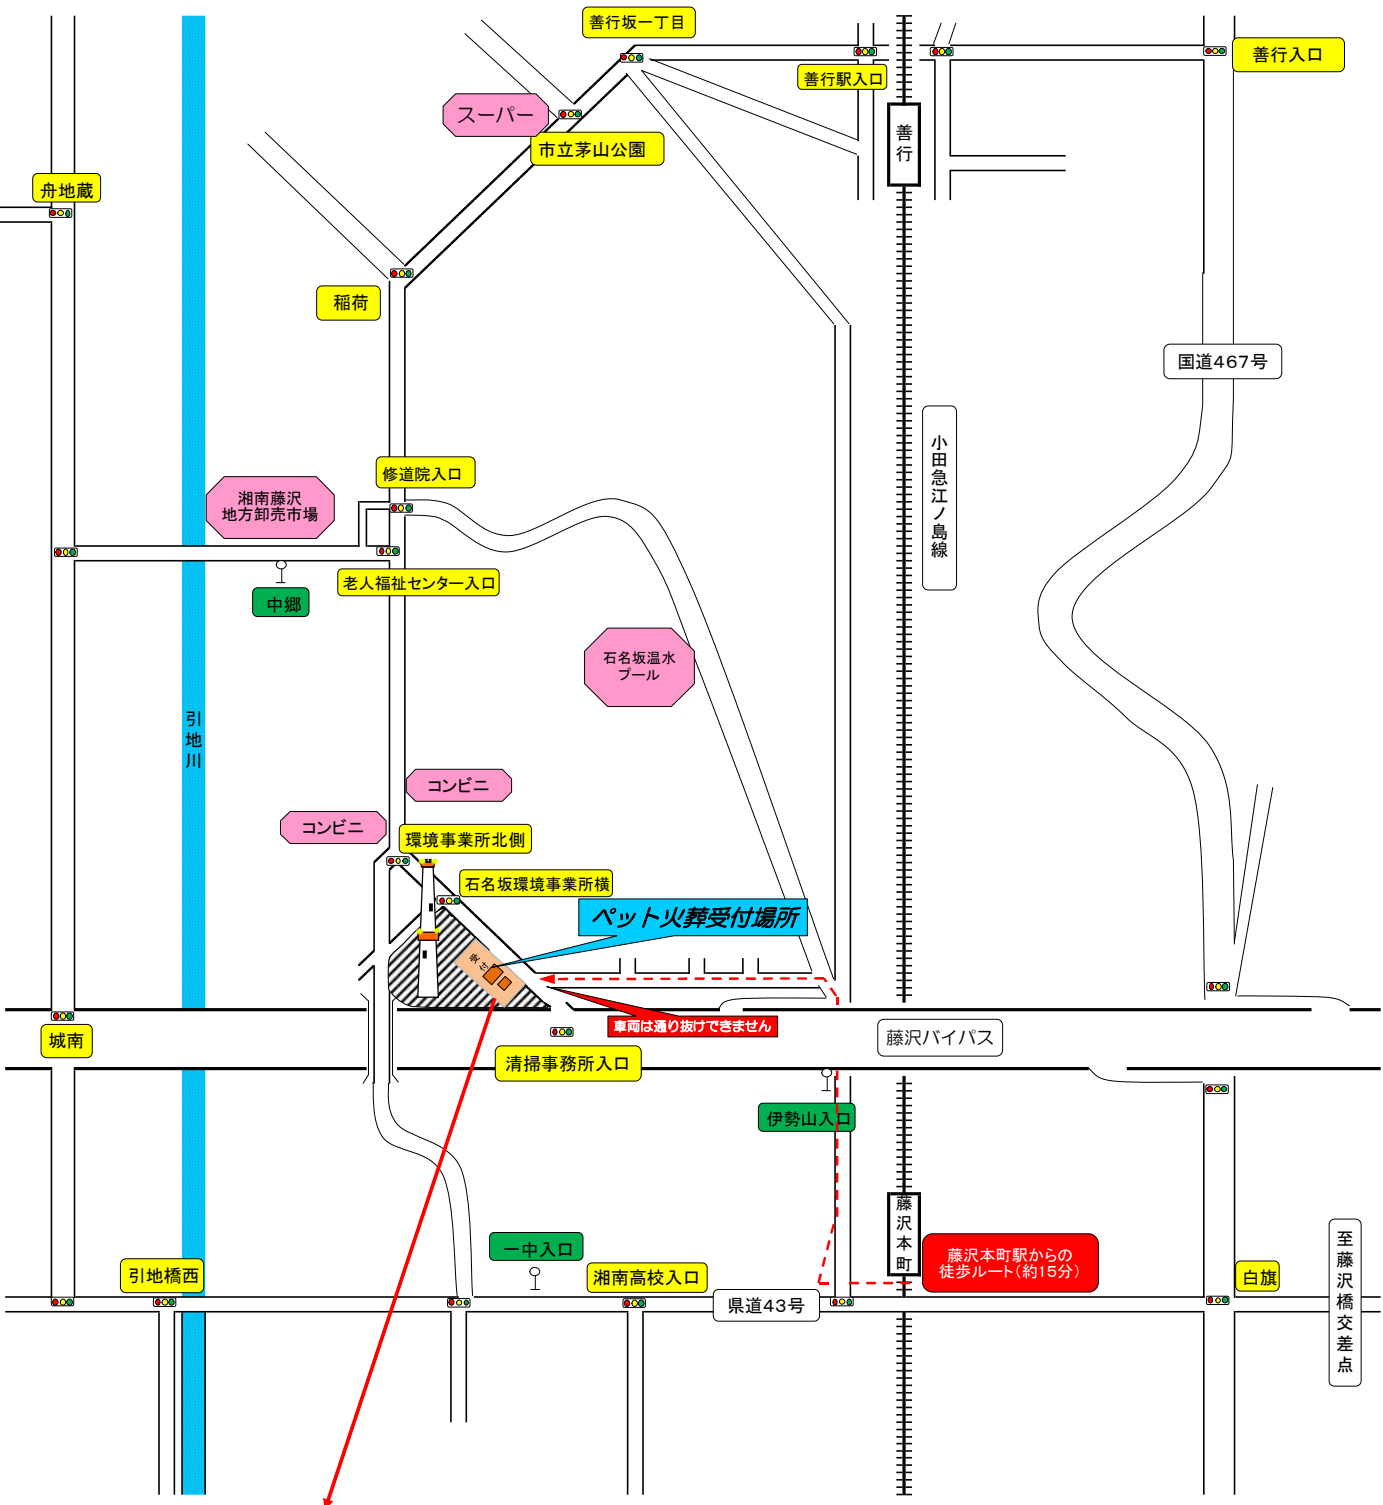 善行坂一丁目
善行入口
善行駅入口
スーパー
市立茅山公園
善行
舟地蔵
稲荷
国道467号
小田急江ノ島線
修道院入口
湘南藤沢
地方卸売市場
老人福祉センター入口
中郷
石名坂温水
プール
引地川
コンビニ
コンビニ
環境事業所北側
石名坂環境事業所横
ペット火葬受付場所
受付
車両は通り抜けできません
城南
藤沢バイパス
清掃事務所入口
伊勢山入口
藤沢本町
一中入口
藤沢本町駅からの
徒歩ルート(約15分)
引地橋西
湘南高校入口
県道43号
白旗
至藤沢橋交差点